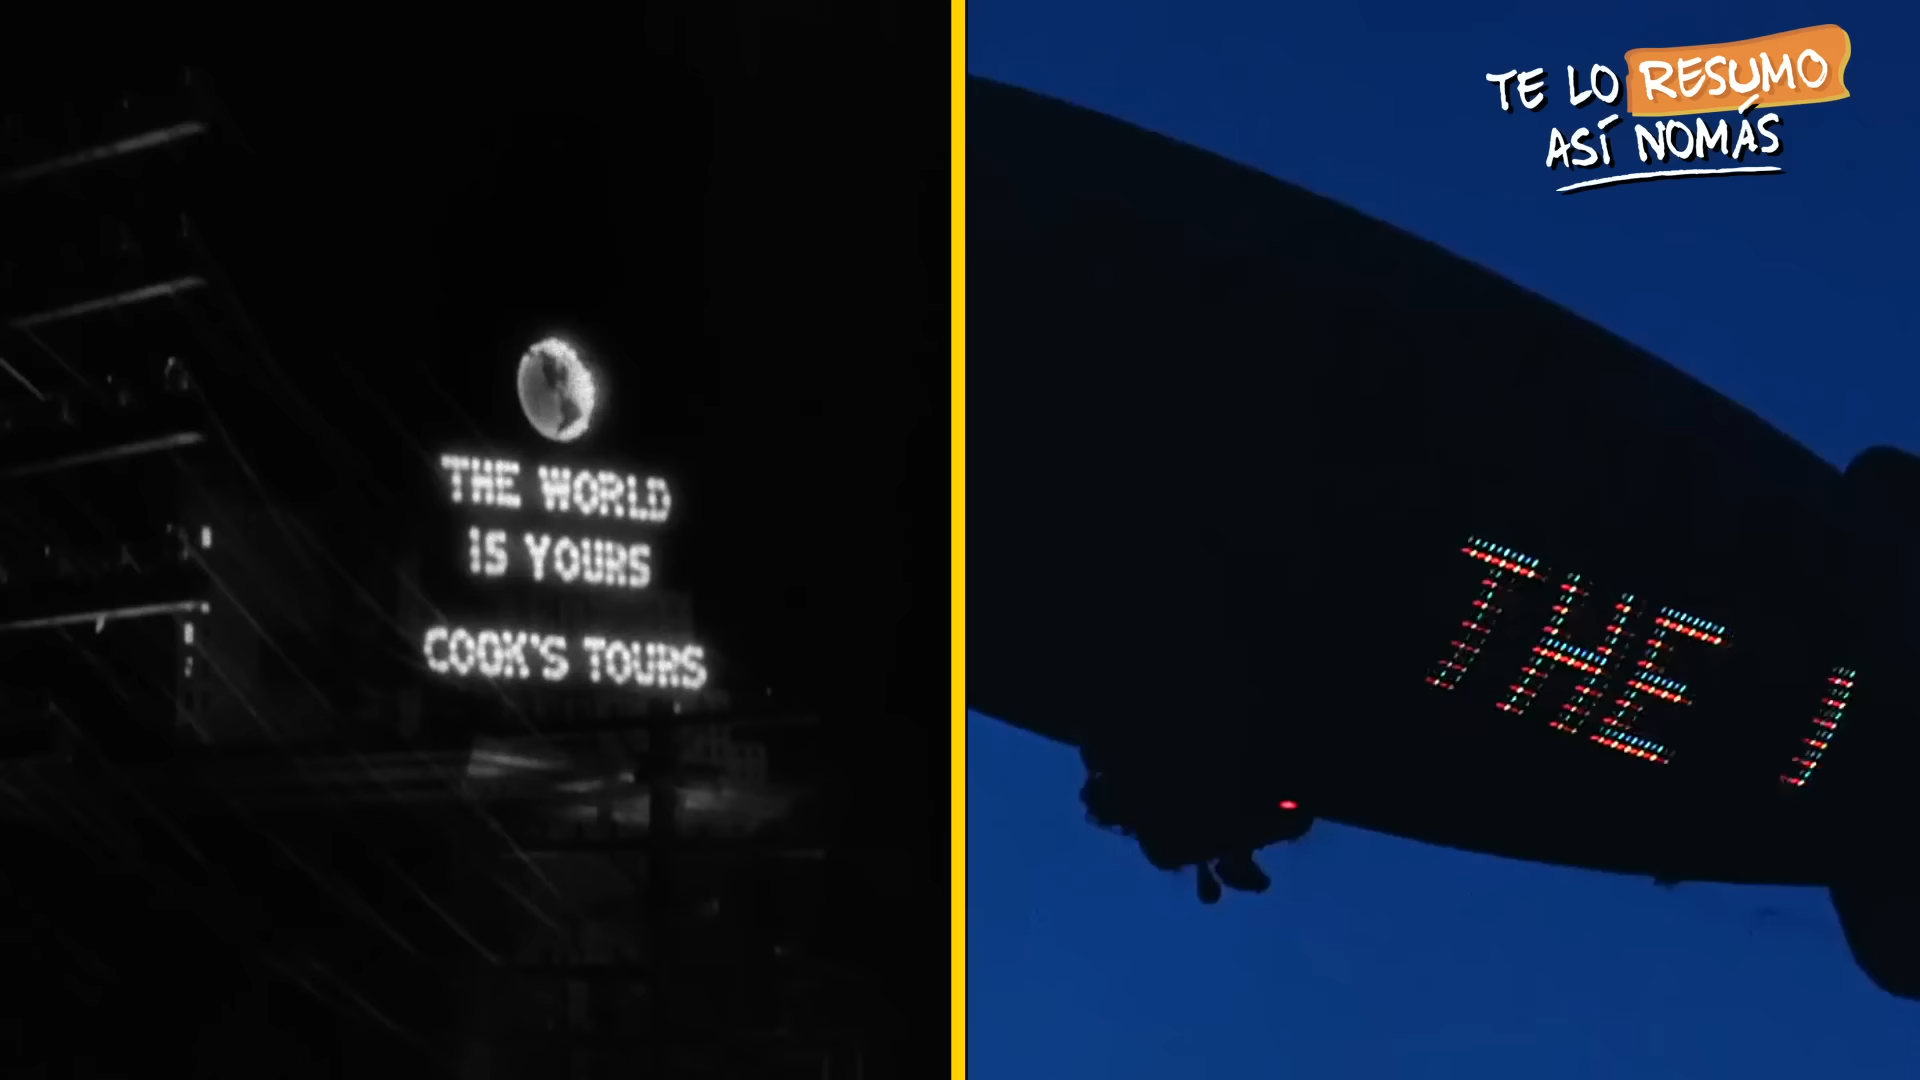 THE WORLD
IS YOURS
COOK'S TOURS
TE LO RESUMO
ASÍ NOMÁS
THE